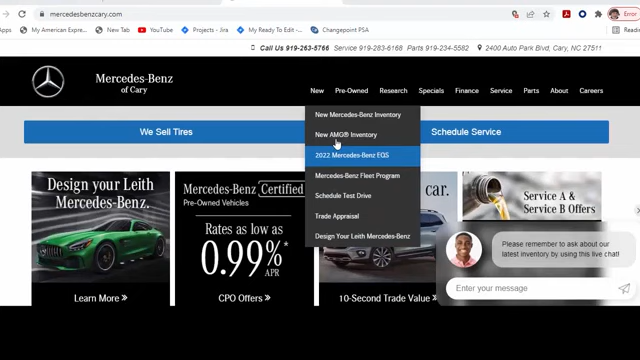 mercedesbenzcary.com
Error
My American Expre...
New Tab
YouTube
Projects - Jira
My Ready To Edit - ...
Changepoint PSA
Readin
Call Us 919-263-5766 Service 919-283-6168 Parts 919-234-5582 2400 Auto Park Blvd, Cary, NC 27511
Mercedes-Benz
of Cary
New Pre-Owned Research Specials Finance Service Parts About Careers
New Mercedes-Benz Inventory
New AMG® Inventory
2022 Mercedes-Benz EQS
Mercedes-Benz Fleet Program
Schedule Test Drive
Trade Appraisal
Design Your Leith Mercedes-Benz
We Sell Tires
Schedule Service
Design your Leith
Mercedes-Benz.
Learn More »
Mercedes-Benz Certified
Pre-Owned Vehicles
Rates as low as
0.99%*
APR
CPO Offers »
car.
10-Second Trade Value »
Service A &
Service B Offers
Please remember to ask about our
latest inventory by using this live chat!
Enter your message